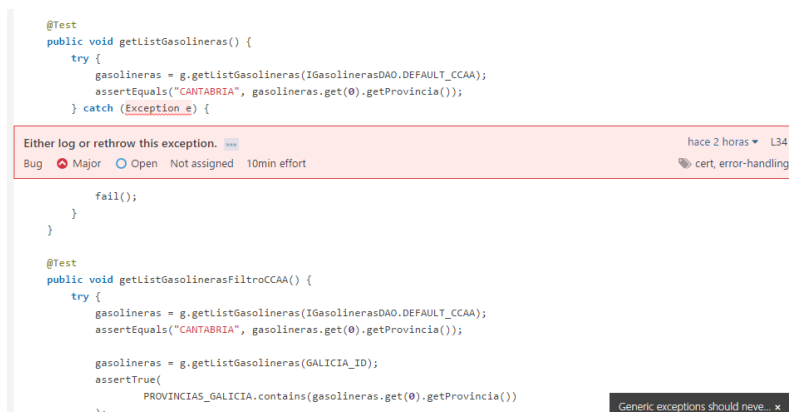 @Test
public void getListGasolineras() {
try {
gasolineras = g.getListGasolineras(IGasolinerasDAO.DEFAULT_CCAA);
assertEquals("CANTABRIA", gasolineras.get(0).getProvincia());
} catch (Exception e) {
Either log or rethrow this exception. ... hace 2 horas L34
Bug Major Open Not assigned 10min effort cert, error-handling
fail();
}
}
@Test
public void getListGasolinerasFiltroCCAA() {
try {
gasolineras = g.getListGasolineras(IGasolinerasDAO.DEFAULT_CCAA);
assertEquals("CANTABRIA", gasolineras.get(0).getProvincia());
gasolineras = g.getListGasolineras(GALICIA_ID);
assertTrue(
PROVINCIAS_GALICIA.contains(gasolineras.get(0).getProvincia())
Generic exceptions should neve... ×